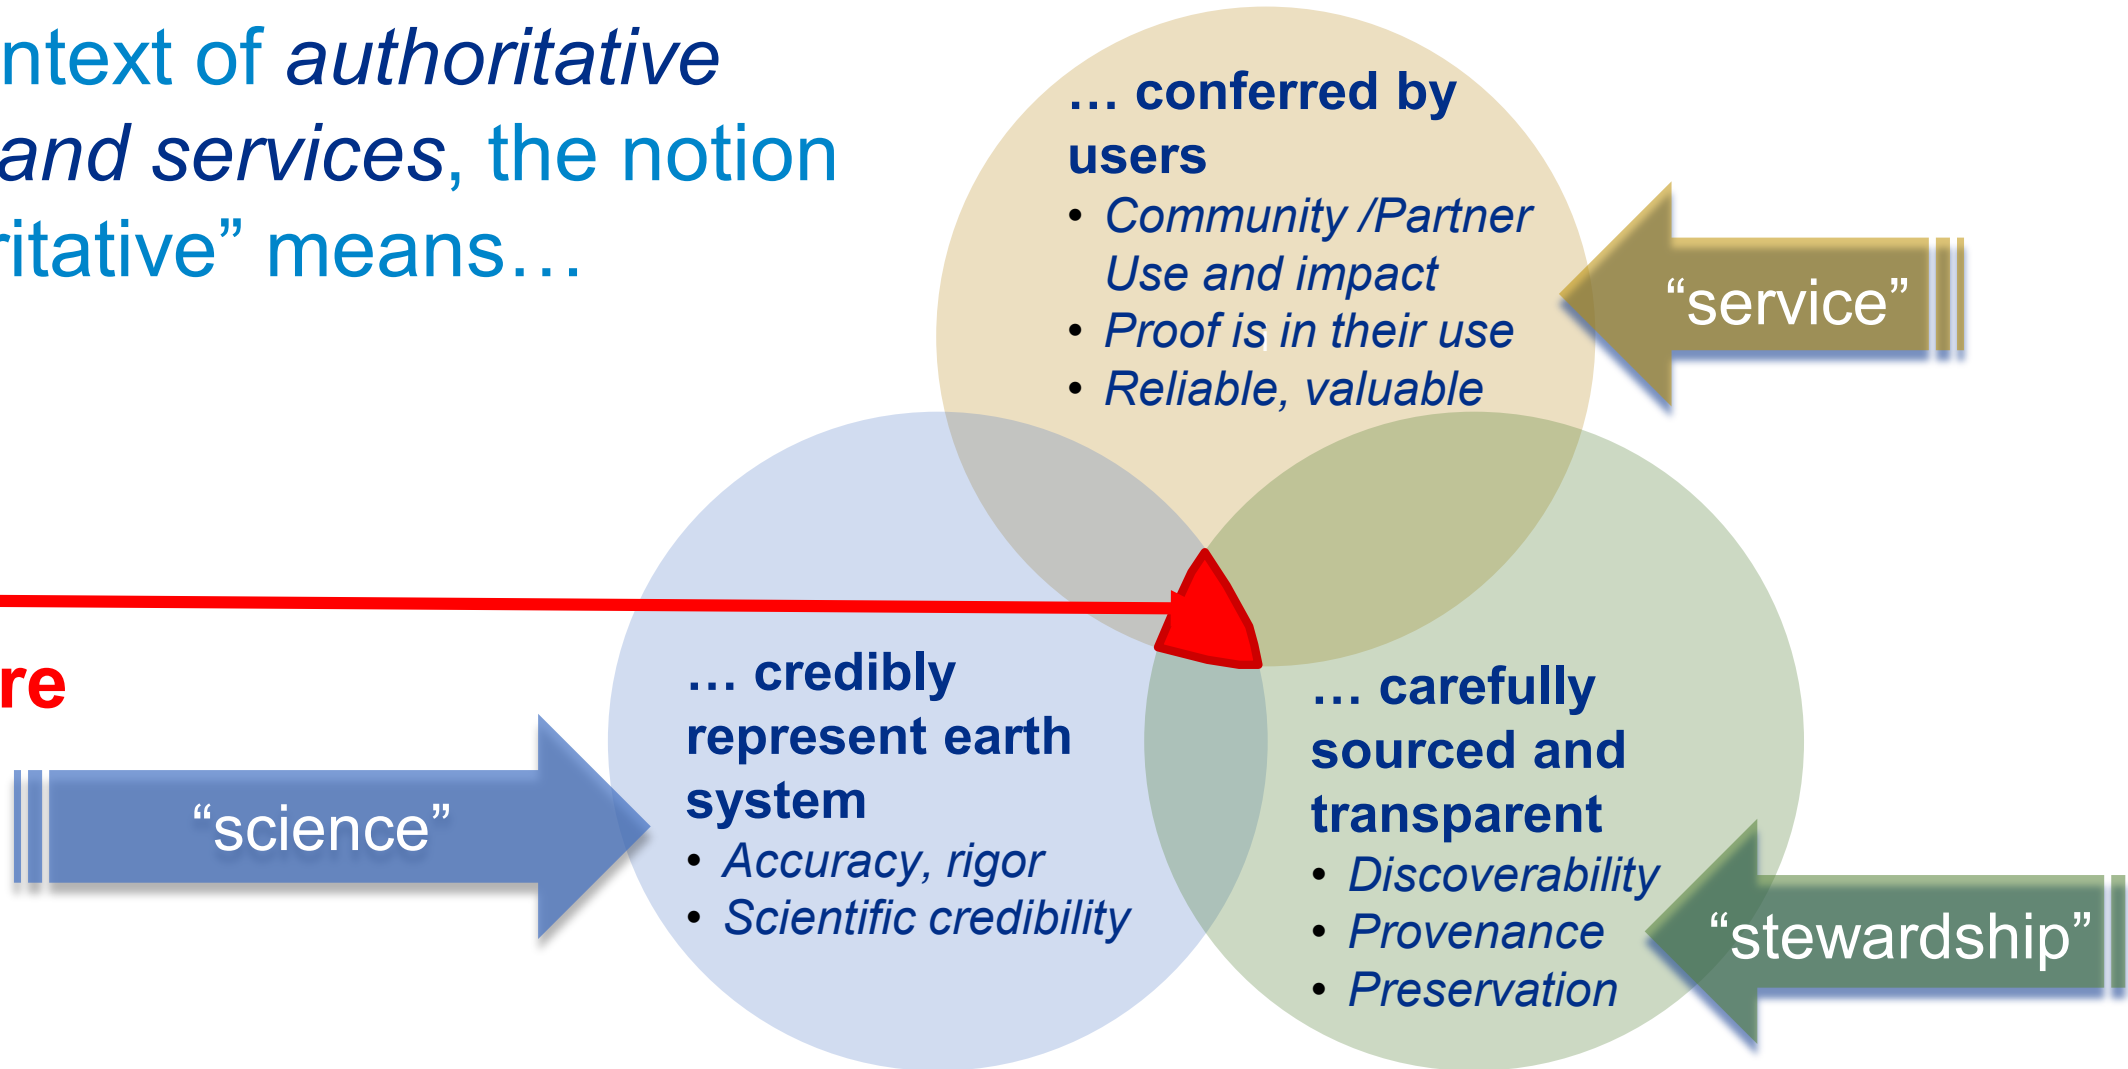 ntext of authoritative
and services, the notion
ritative” means…
… conferred by
users
• Community /Partner
Use and impact
• Proof is in their use
• Reliable, valuable
“service”
re
“science”
… credibly
represent earth
system
• Accuracy, rigor
• Scientific credibility
… carefully
sourced and
transparent
• Discoverability
• Provenance
• Preservation
“stewardship”